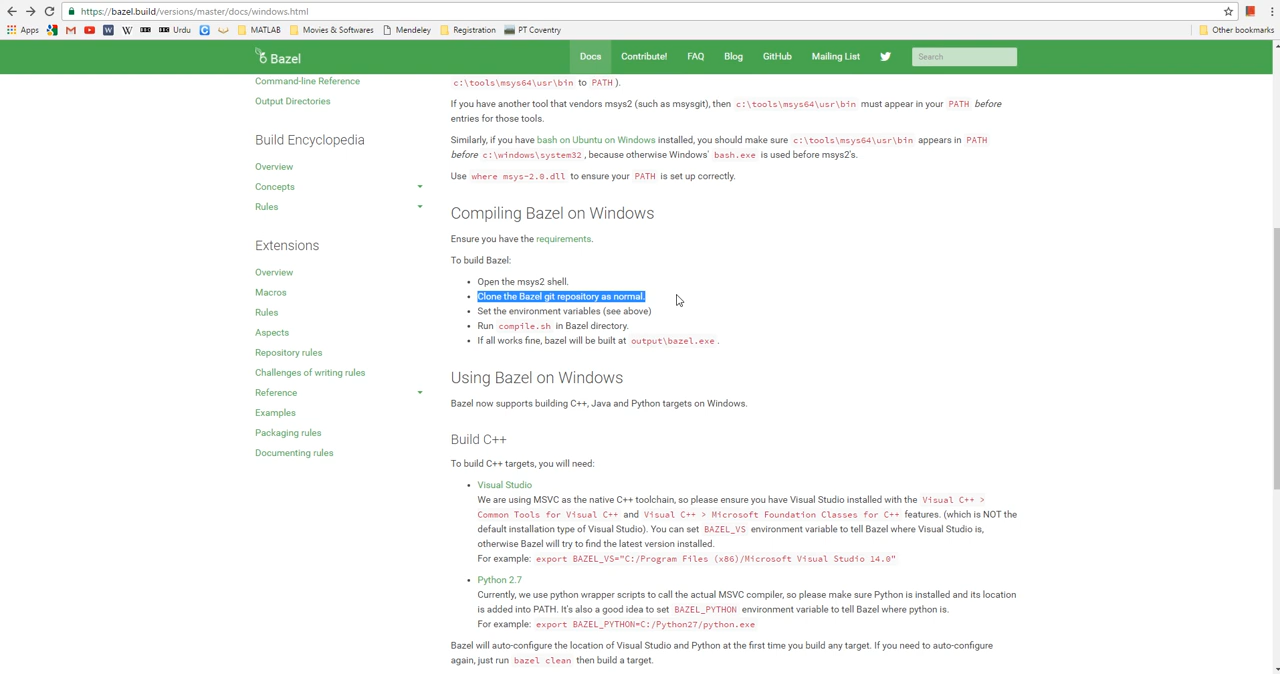 https://bazel.build/versions/master/docs/windows.html
Apps
Urdu
MATLAB
Movies & Softwares
Mendeley
Registration
PT Coventry
Other bookmarks
Bazel
Docs
Contribute!
FAQ
Blog
GitHub
Mailing List
Search
Command-line Reference
Output Directories
Build Encyclopedia
Overview
Concepts
Rules
Extensions
Overview
Macros
Rules
Aspects
Repository rules
Challenges of writing rules
Reference
Examples
Packaging rules
Documenting rules
c:\tools\msys64\usr\bin to PATH ).
If you have another tool that vendors msys2 (such as msysgit), then c:\tools\msys64\usr\bin must appear in your PATH before
entries for those tools.
Similarly, if you have bash on Ubuntu on Windows installed, you should make sure c:\tools\msys64\usr\bin appears in PATH
before c:\windows\system32 , because otherwise Windows' bash.exe is used before msys2's.
Use where msys-2.0.dll to ensure your PATH is set up correctly.
Compiling Bazel on Windows
Ensure you have the requirements.
To build Bazel:
• Open the msys2 shell.
• Clone the Bazel git repository as normal.
• Set the environment variables (see above)
• Run compile.sh in Bazel directory.
• If all works fine, bazel will be built at output\bazel.exe .
Using Bazel on Windows
Bazel now supports building C++, Java and Python targets on Windows.
Build C++
To build C++ targets, you will need:
• Visual Studio
We are using MSVC as the native C++ toolchain, so please ensure you have Visual Studio installed with the Visual C++ >
Common Tools for Visual C++ and Visual C++ > Microsoft Foundation Classes for C++ features. (which is NOT the
default installation type of Visual Studio). You can set BAZEL_VS environment variable to tell Bazel where Visual Studio is,
otherwise Bazel will try to find the latest version installed.
For example: export BAZEL_VS="C:/Program Files (x86)/Microsoft Visual Studio 14.0"
• Python 2.7
Currently, we use python wrapper scripts to call the actual MSVC compiler, so please make sure Python is installed and its location
is added into PATH. It's also a good idea to set BAZEL_PYTHON environment variable to tell Bazel where python is.
For example: export BAZEL_PYTHON=C:/Python27/python.exe
Bazel will auto-configure the location of Visual Studio and Python at the first time you build any target. If you need to auto-configure
again, just run bazel clean then build a target.